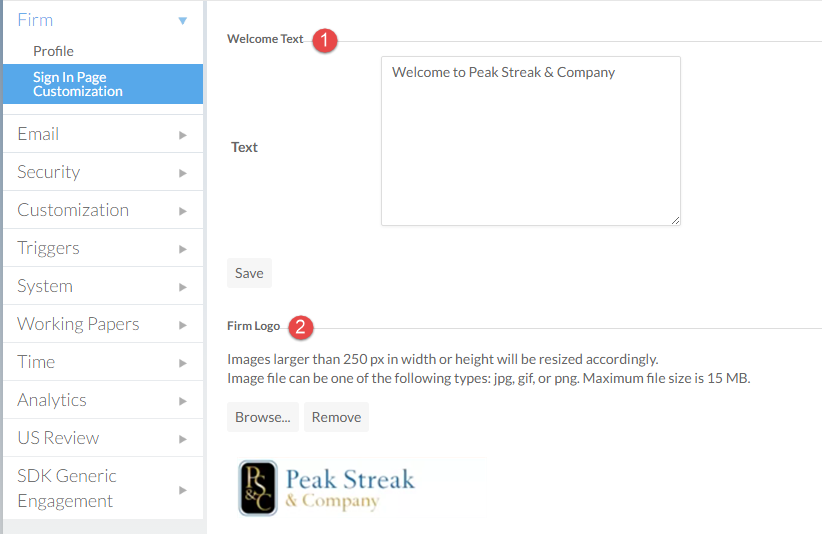 Firm
Profile
Sign In Page
Customization
Email
Security
Customization
Triggers
System
Working Papers
Time
Analytics
US Review
SDK Generic
Engagement
Welcome Text 1
Welcome to Peak Streak & Company
Text
Save
Firm Logo 2
Images larger than 250 px in width or height will be resized accordingly.
Image file can be one of the following types: jpg, gif, or png. Maximum file size is 15 MB.
Browse... Remove
PS&C
Peak Streak
& Company